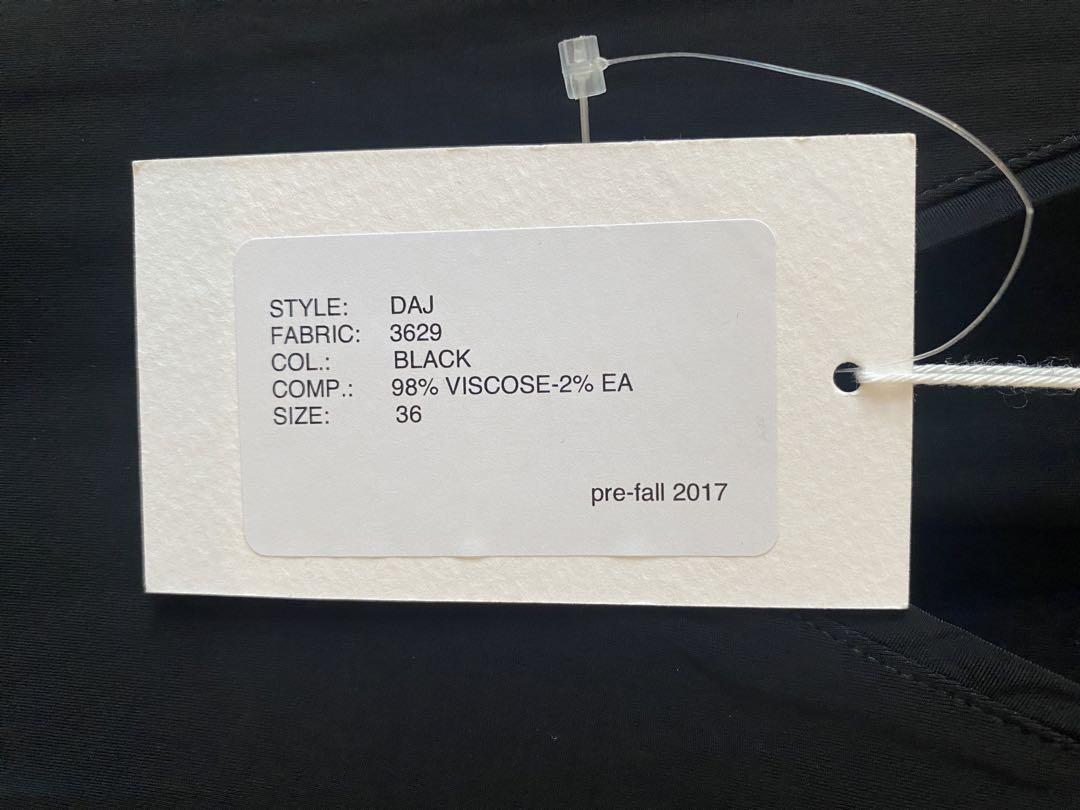 STYLE: DAJ
FABRIC: 3629
COL.: BLACK
COMP.: 98% VISCOSE-2% EA
SIZE: 36
pre-fall 2017